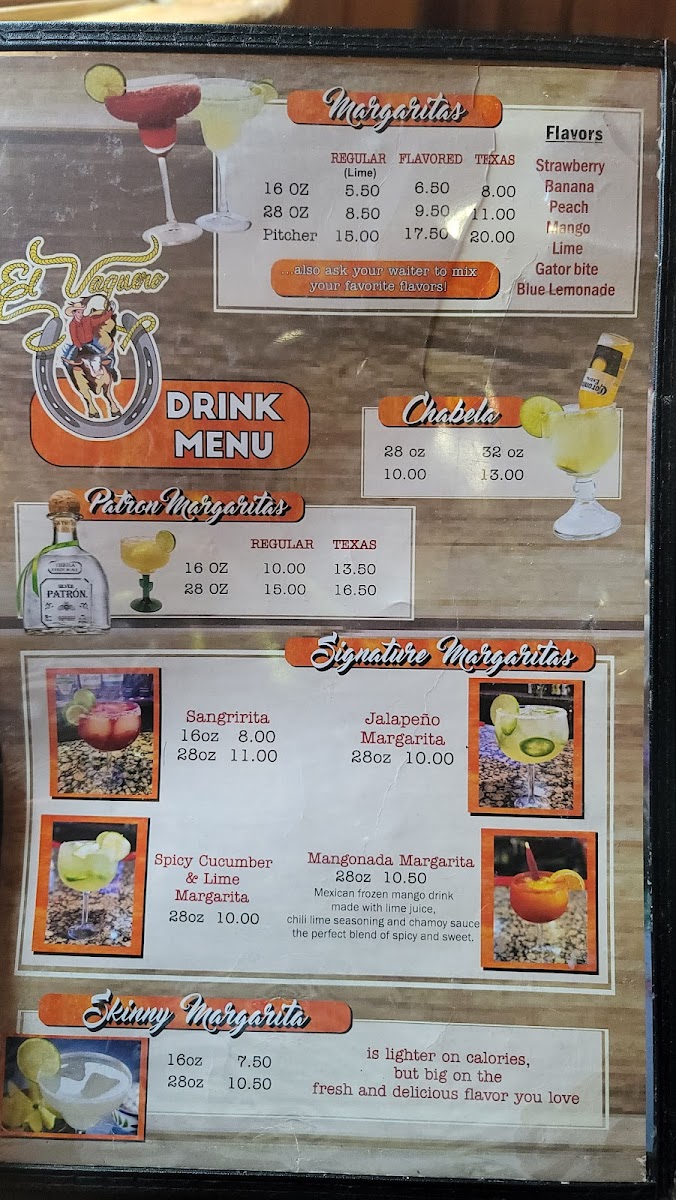 Margaritas
REGULAR FLAVORED TEXAS
(Lime)
16 OZ 5.50 6.50 8.00
28 OZ 8.50 9.50 11.00
Pitcher 15.00 17.50 20.00
...also ask your waiter to mix
your favorite flavors!
Flavors
Strawberry
Banana
Peach
Mango
Lime
Gator bite
Blue Lemonade
El Vaquero
DRINK
MENU
Chabela
28 oz 32 oz
10.00 13.00
Corona
Extra
Patron Margaritas
REGULAR TEXAS
16 OZ 10.00 13.50
28 OZ 15.00 16.50
TEQUILA
SILVER
PATRÓN
Signature Margaritas
Sangririta
16oz 8.00
28oz 11.00
Jalapeño
Margarita
28oz 10.00
Spicy Cucumber
& Lime
Margarita
28oz 10.00
Mangonada Margarita
28oz 10.50
Mexican frozen mango drink
made with lime juice,
chili lime seasoning and chamoy sauce
the perfect blend of spicy and sweet.
Skinny Margarita
16oz 7.50
28oz 10.50
is lighter on calories,
but big on the
fresh and delicious flavor you love